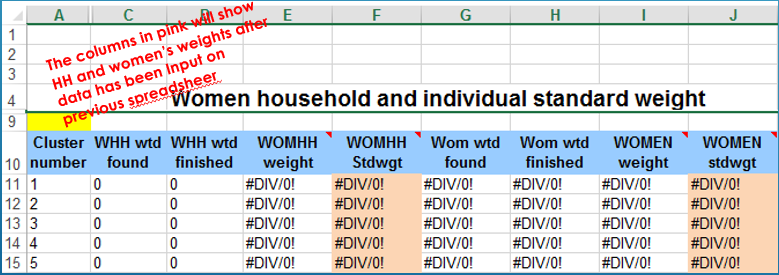 A C D E F G H I J
1
The columns in pink will show
HH and women's weights after
data has been Input on
previous spreadsheer
2
3
4 Women household and individual standard weight
9
10 Cluster number WHH wtd found WHH wtd finished WOMHH weight WOMHH Stdwgt Wom wtd found Wom wtd finished WOMEN weight WOMEN stdwgt
11 1 0 0 #DIV/0! #DIV/0! #DIV/0! #DIV/0! #DIV/0! #DIV/0!
12 2 0 0 #DIV/0! #DIV/0! #DIV/0! #DIV/0! #DIV/0! #DIV/0!
13 3 0 0 #DIV/0! #DIV/0! #DIV/0! #DIV/0! #DIV/0! #DIV/0!
14 4 0 0 #DIV/0! #DIV/0! #DIV/0! #DIV/0! #DIV/0! #DIV/0!
15 5 0 0 #DIV/0! #DIV/0! #DIV/0! #DIV/0! #DIV/0! #DIV/0!